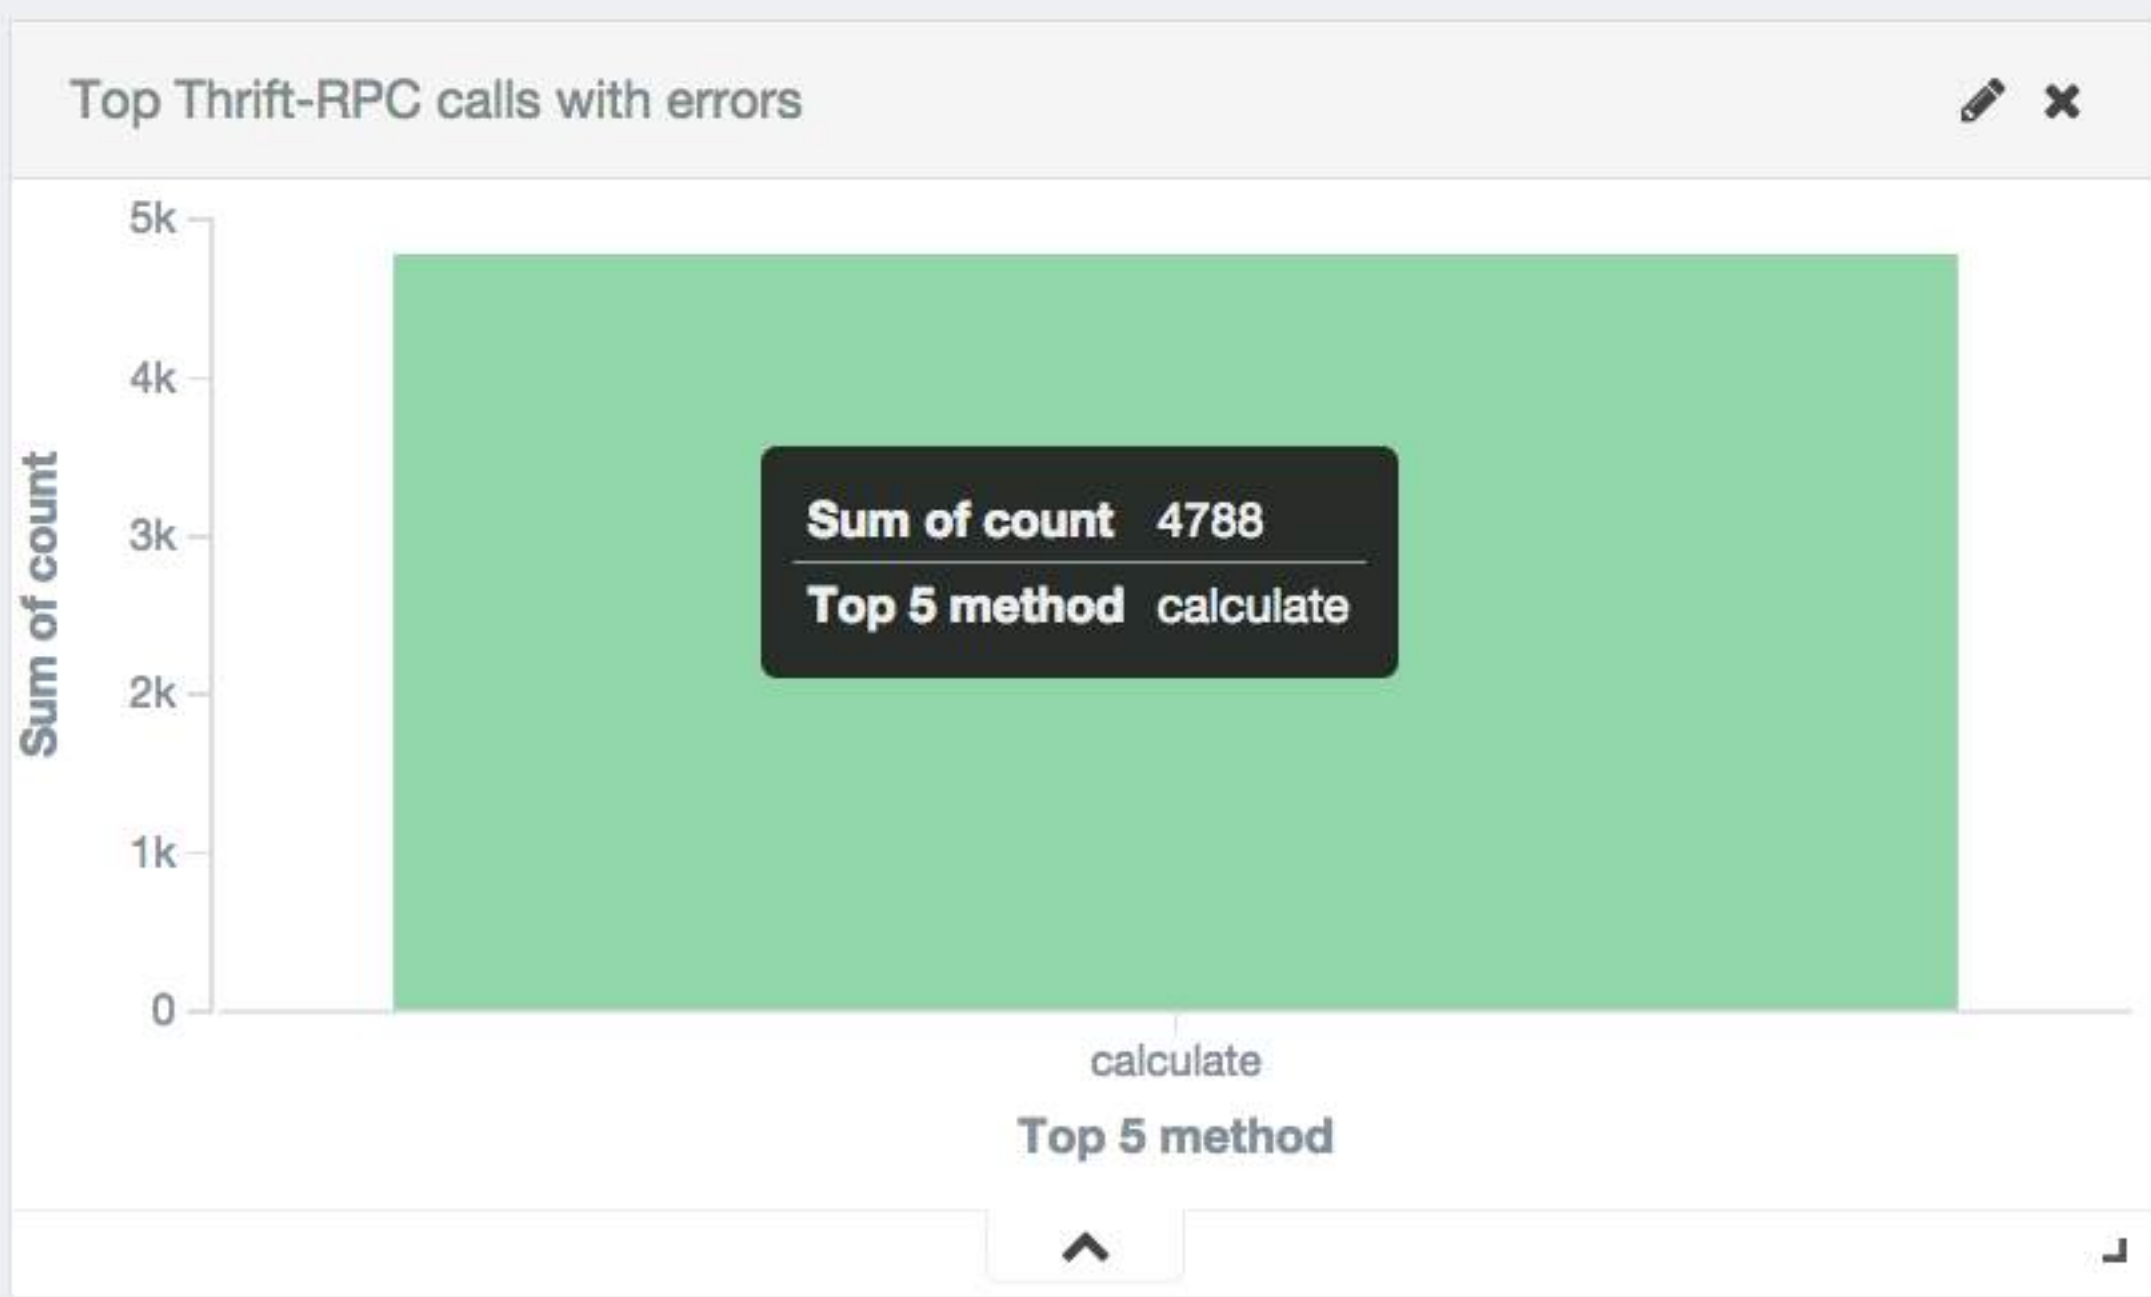 Top Thrift-RPC calls with errors
5k
4k
3k
2k
1k
0
Sum of count
Sum of count 4788
Top 5 method calculate
calculate
Top 5 method